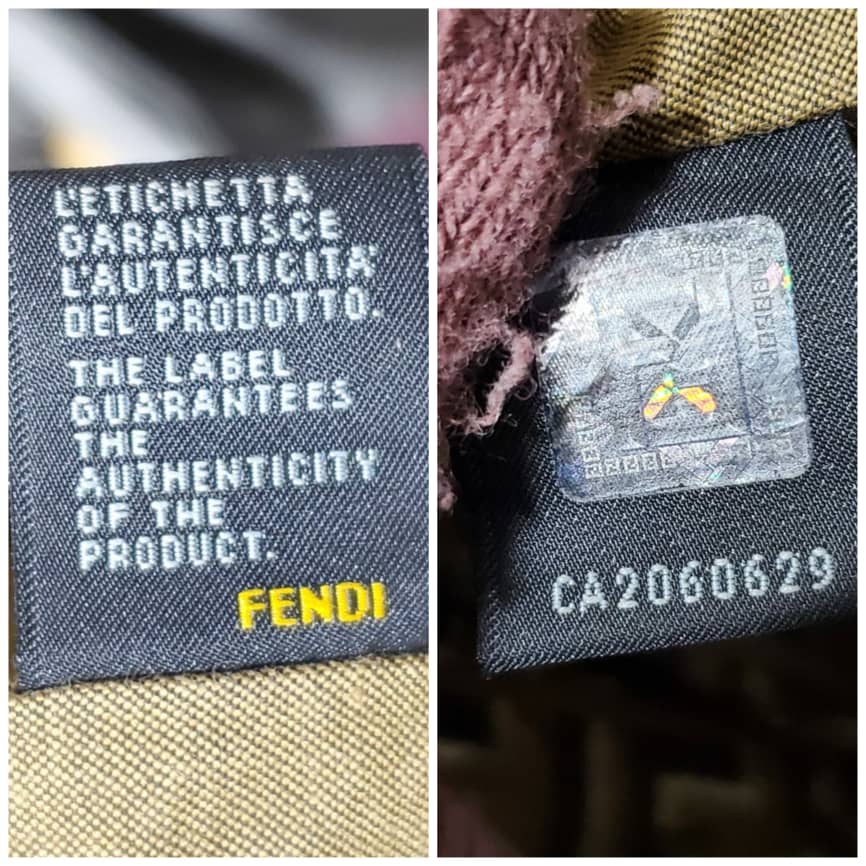 L'ETICHETTA
GARANTISCE
L'AUTENTICITA'
DEL PRODOTTO.
THE LABEL
GUARANTEES
THE
AUTHENTICITY
OF THE
PRODUCT.
FENDI
CA2060629